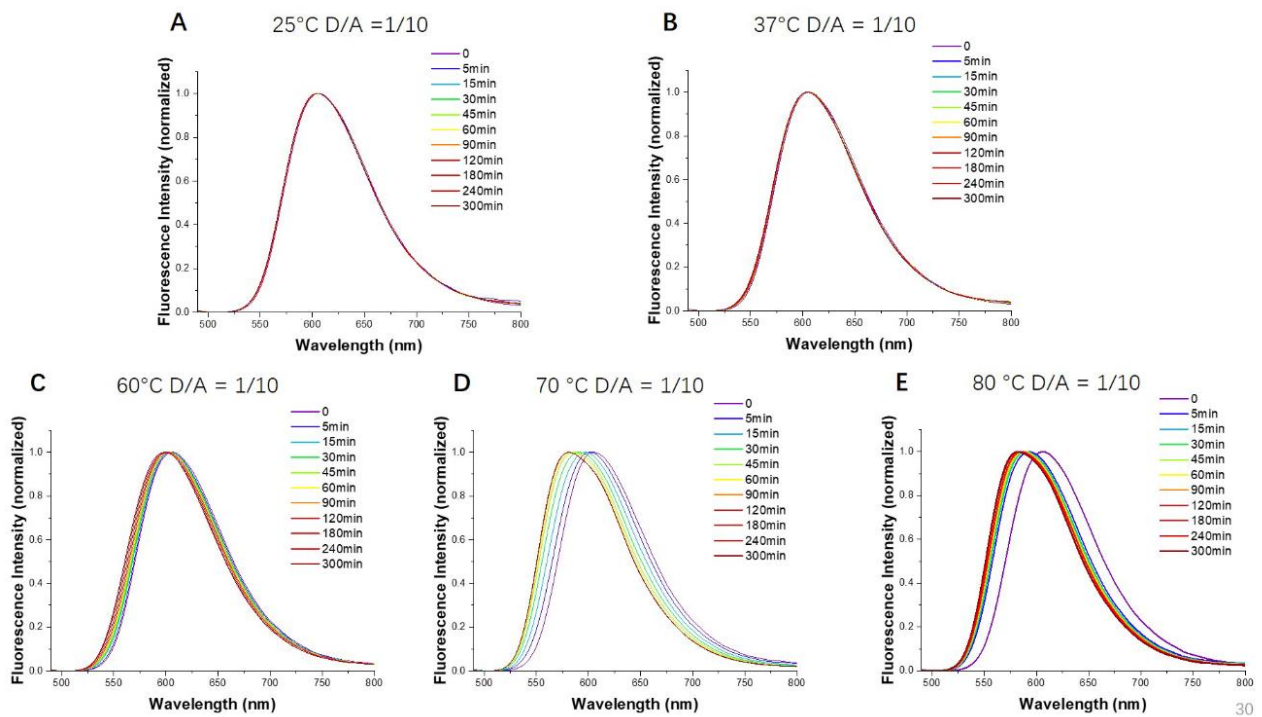 A 25°C D/A =1/10
Fluorescence Intensity (normalized)
1.0
0.8
0.6
0.4
0.2
0.0
500 550 600 650 700 750 800
Wavelength (nm)
0
5min
15min
30min
45min
60min
90min
120min
180min
240min
300min
B 37°C D/A = 1/10
Fluorescence Intensity (normalized)
1.0
0.8
0.6
0.4
0.2
0.0
500 550 600 650 700 750 800
Wavelength (nm)
0
5min
15min
30min
45min
60min
90min
120min
180min
240min
300min
C 60°C D/A = 1/10
Fluorescence Intensity (normalized)
1.0
0.8
0.6
0.4
0.2
0.0
500 550 600 650 700 750 800
Wavelength (nm)
0
5min
15min
30min
45min
60min
90min
120min
180min
240min
300min
D 70 °C D/A = 1/10
Fluorescence Intensity (normalized)
1.0
0.8
0.6
0.4
0.2
0.0
500 550 600 650 700 750 800
Wavelength (nm)
0
5min
15min
30min
45min
60min
90min
120min
180min
240min
300min
E 80 °C D/A = 1/10
Fluorescence Intensity (normalized)
1.0
0.8
0.6
0.4
0.2
0.0
500 550 600 650 700 750 800
Wavelength (nm)
0
5min
15min
30min
45min
60min
90min
120min
180min
240min
300min
30